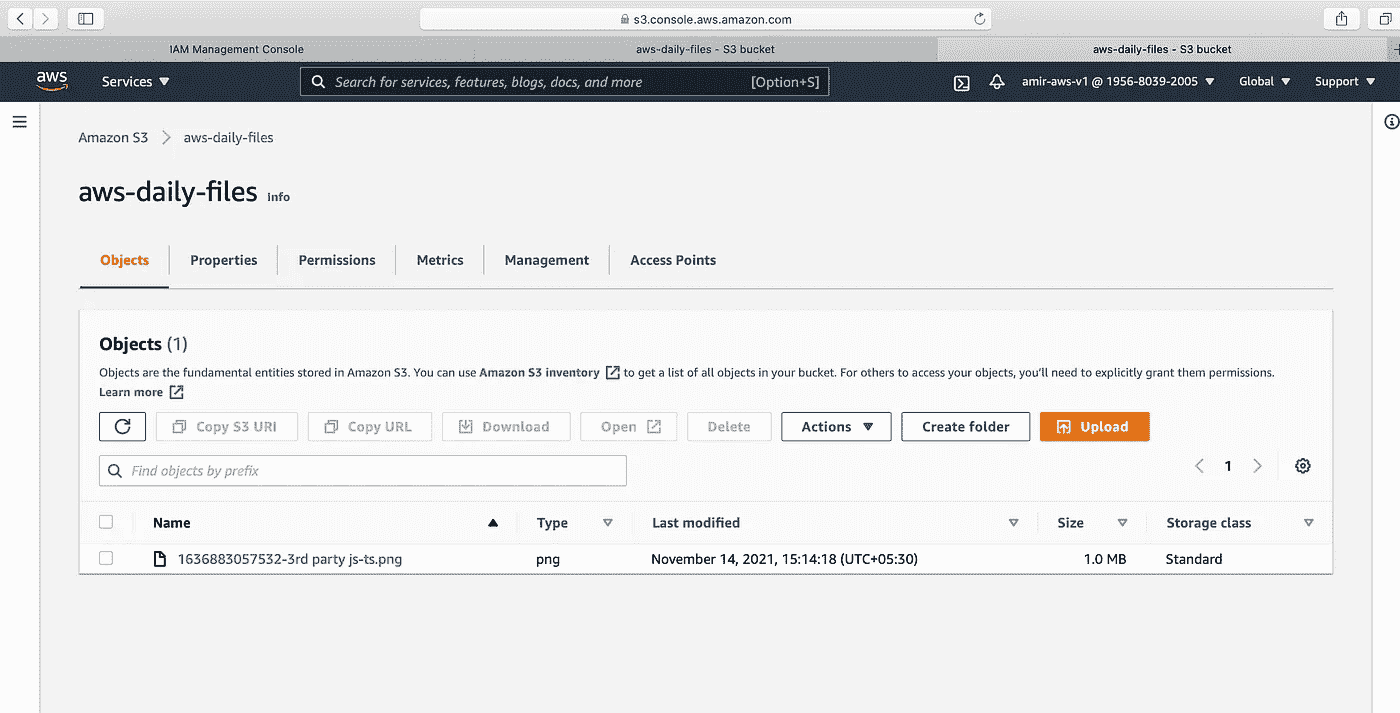 s3.console.aws.amazon.com
IAM Management Console aws-daily-files - S3 bucket aws-daily-files - S3 bucket
aws Services Search for services, features, blogs, docs, and more [Option+S] amir-aws-v1 @ 1956-8039-2005 Global Support
Amazon S3 aws-daily-files
aws-daily-files Info
Objects Properties Permissions Metrics Management Access Points
Objects (1)
Objects are the fundamental entities stored in Amazon S3. You can use Amazon S3 inventory to get a list of all objects in your bucket. For others to access your objects, you'll need to explicitly grant them permissions.
Learn more
Copy S3 URI Copy URL Download Open Delete Actions Create folder Upload
Find objects by prefix 1
Name Type Last modified Size Storage class
1636883057532-3rd party js-ts.png png November 14, 2021, 15:14:18 (UTC+05:30) 1.0 MB Standard